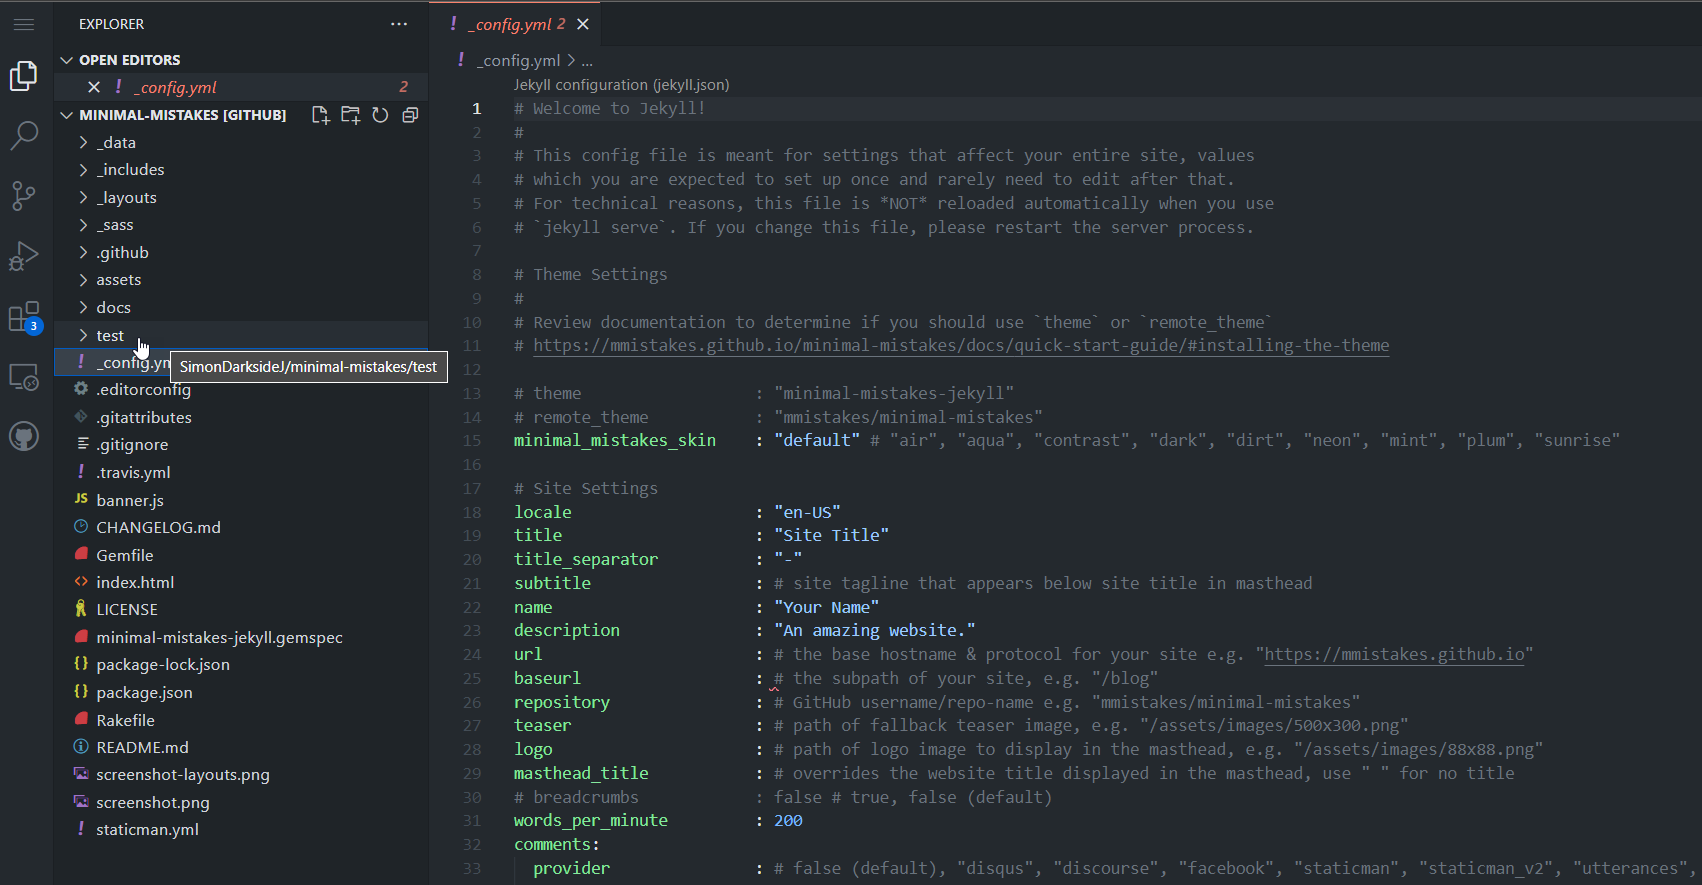 EXPLORER
...
OPEN EDITORS
! _config.yml 2
MINIMAL-MISTAKES [GITHUB]
_data
_includes
_layouts
_sass
.github
assets
docs
3
test
! _config.ym
SimonDarksideJ/minimal-mistakes/test
.editorconfig
.gitattributes
.gitignore
! .travis.yml
JS banner.js
CHANGELOG.md
Gemfile
<> index.html
LICENSE
minimal-mistakes-jekyll.gemspec
{} package-lock.json
{} package.json
Rakefile
README.md
screenshot-layouts.png
screenshot.png
! staticman.yml
! _config.yml 2
! _config.yml > ...
Jekyll configuration (jekyll.json)
1 # Welcome to Jekyll!
2 #
3 # This config file is meant for settings that affect your entire site, values
4 # which you are expected to set up once and rarely need to edit after that.
5 # For technical reasons, this file is *NOT* reloaded automatically when you use
6 # `jekyll serve`. If you change this file, please restart the server process.
7
8 # Theme Settings
9 #
10 # Review documentation to determine if you should use `theme` or `remote_theme`
11 # https://mmistakes.github.io/minimal-mistakes/docs/quick-start-guide/#installing-the-theme
12
13 # theme : "minimal-mistakes-jekyll"
14 # remote_theme : "mmistakes/minimal-mistakes"
15 minimal_mistakes_skin : "default" # "air", "aqua", "contrast", "dark", "dirt", "neon", "mint", "plum", "sunrise"
16
17 # Site Settings
18 locale : "en-US"
19 title : "Site Title"
20 title_separator : "-"
21 subtitle : # site tagline that appears below site title in masthead
22 name : "Your Name"
23 description : "An amazing website."
24 url : # the base hostname & protocol for your site e.g. "https://mmistakes.github.io"
25 baseurl : # the subpath of your site, e.g. "/blog"
26 repository : # GitHub username/repo-name e.g. "mmistakes/minimal-mistakes"
27 teaser : # path of fallback teaser image, e.g. "/assets/images/500x300.png"
28 logo : # path of logo image to display in the masthead, e.g. "/assets/images/88x88.png"
29 masthead_title : # overrides the website title displayed in the masthead, use " " for no title
30 # breadcrumbs : false # true, false (default)
31 words_per_minute : 200
32 comments:
33 provider : # false (default), "disqus", "discourse", "facebook", "staticman", "staticman_v2", "utterances",